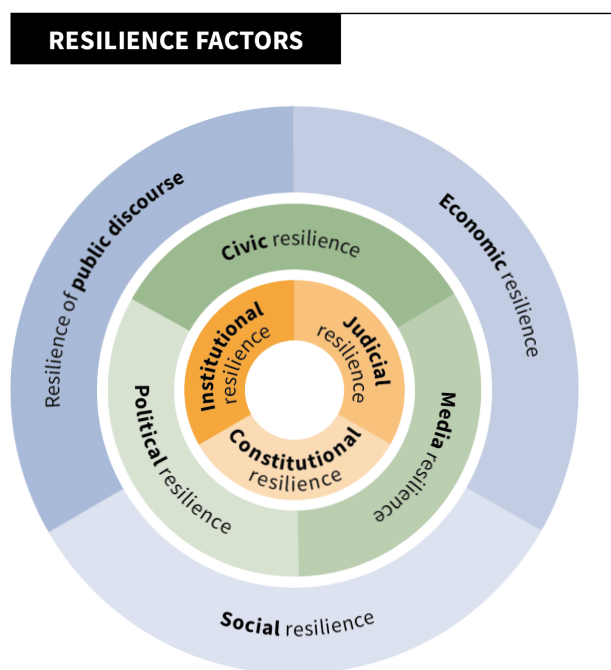 RESILIENCE FACTORS
Resilience of public discourse
Economic resilience
Civic resilience
Institutional
resilience
Judicial
resilience
Political resilience
Media resilience
Constitutional
resilience
Social resilience